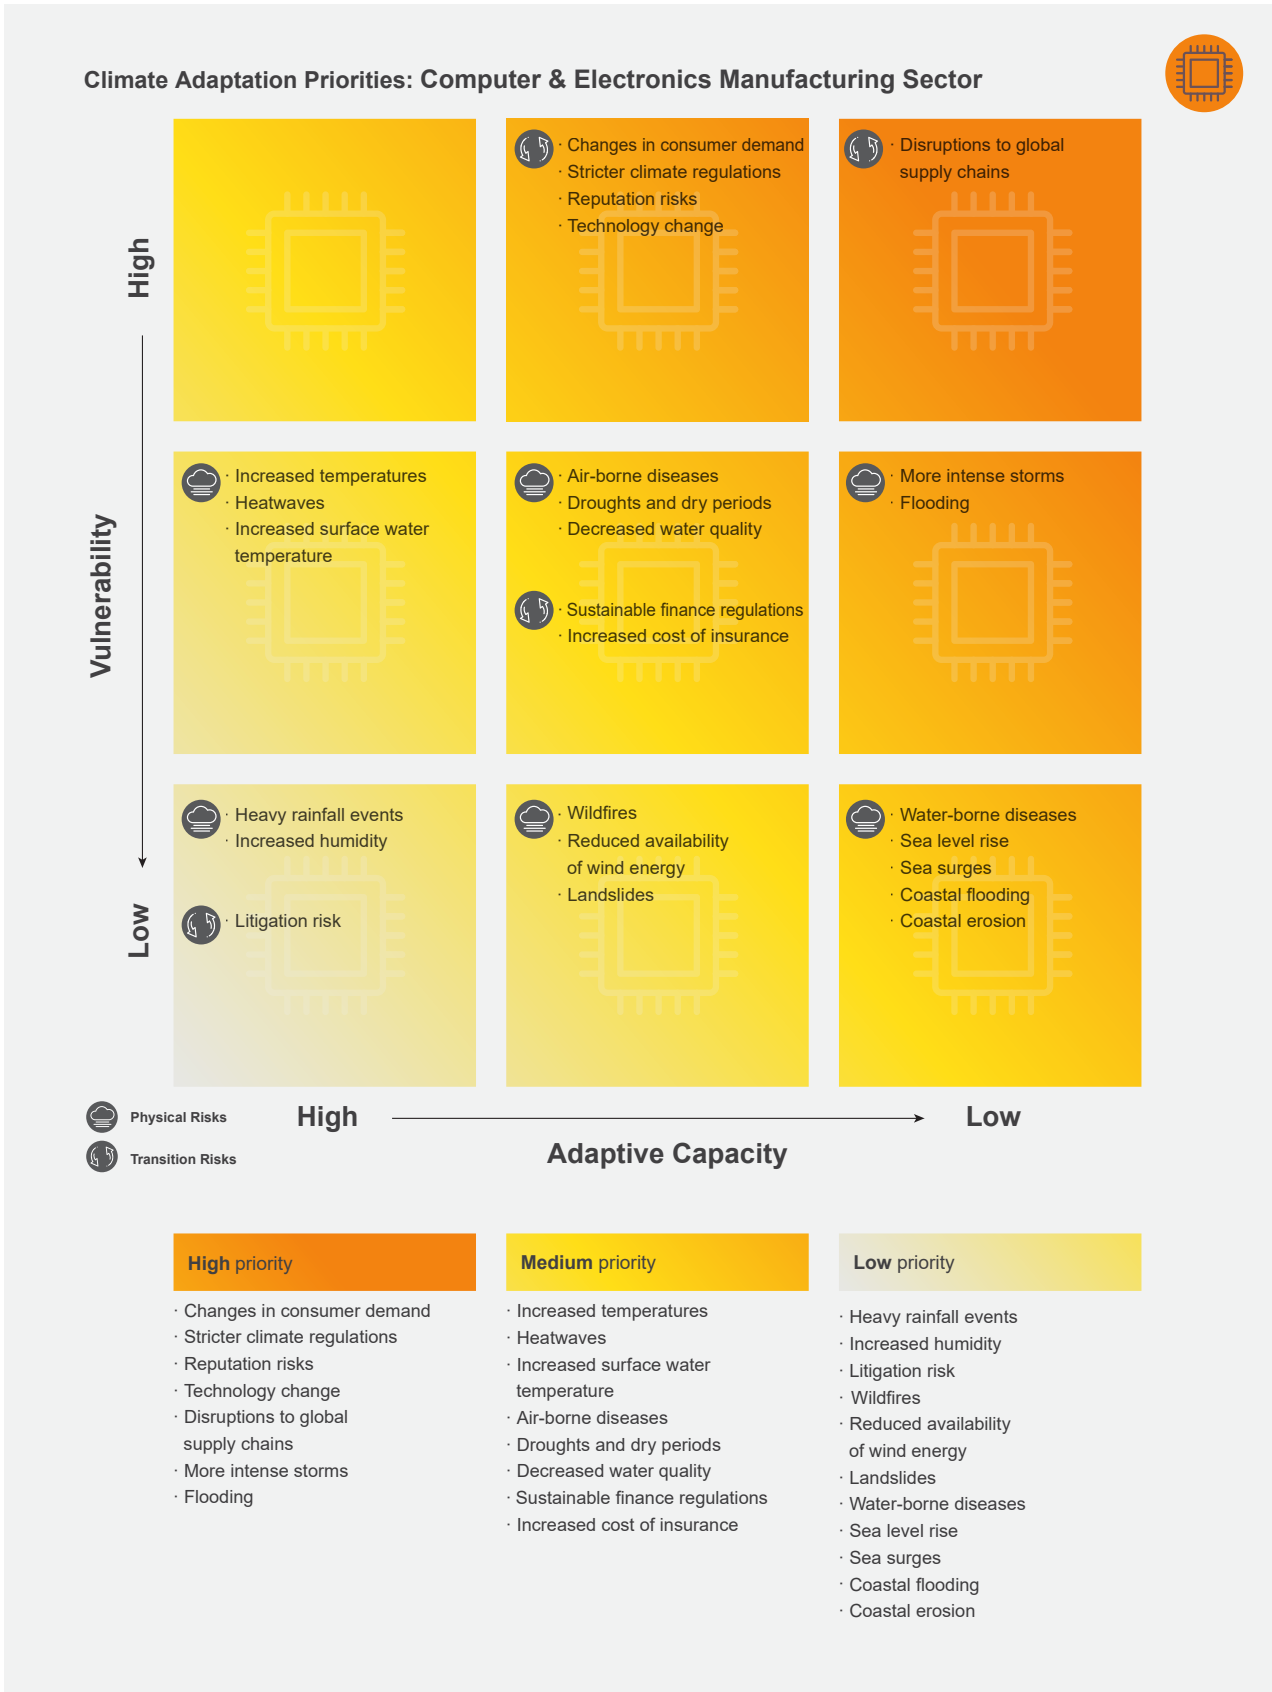 Climate Adaptation Priorities: Computer & Electronics Manufacturing Sector
High
Vulnerability
Low
· Changes in consumer demand
· Stricter climate regulations
· Reputation risks
· Technology change
· Disruptions to global
supply chains
· Increased temperatures
· Heatwaves
· Increased surface water
temperature
· Air-borne diseases
· Droughts and dry periods
· Decreased water quality
· Sustainable finance regulations
· Increased cost of insurance
· More intense storms
· Flooding
· Heavy rainfall events
· Increased humidity
· Litigation risk
· Wildfires
· Reduced availability
of wind energy
· Landslides
· Water-borne diseases
· Sea level rise
· Sea surges
· Coastal flooding
· Coastal erosion
Physical Risks
Transition Risks
High
Low
Adaptive Capacity
High priority
· Changes in consumer demand
· Stricter climate regulations
· Reputation risks
· Technology change
· Disruptions to global
supply chains
· More intense storms
· Flooding
Medium priority
· Increased temperatures
· Heatwaves
· Increased surface water
temperature
· Air-borne diseases
· Droughts and dry periods
· Decreased water quality
· Sustainable finance regulations
· Increased cost of insurance
Low priority
· Heavy rainfall events
· Increased humidity
· Litigation risk
· Wildfires
· Reduced availability
of wind energy
· Landslides
· Water-borne diseases
· Sea level rise
· Sea surges
· Coastal flooding
· Coastal erosion